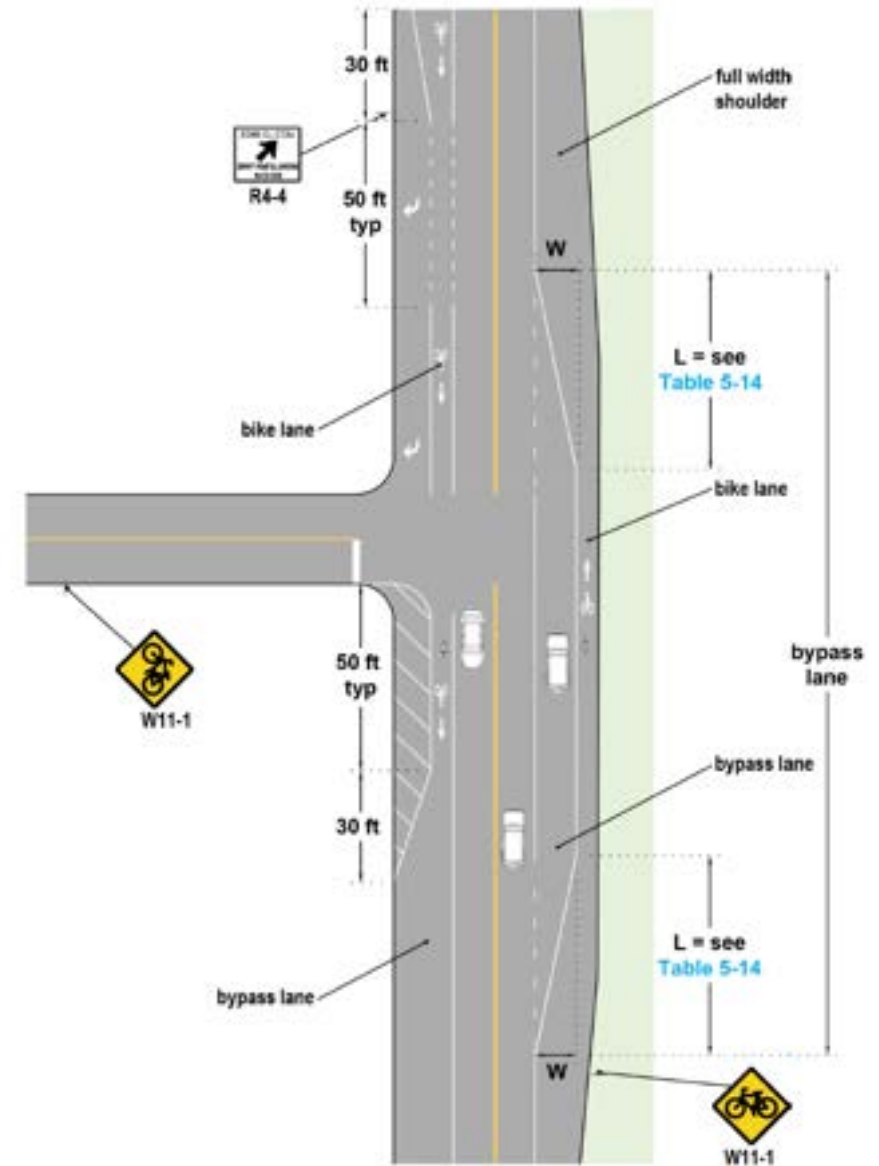 30 ft
full width
shoulder
R4-4
50 ft
typ
W
L = see
Table 5-14
bike lane
bike lane
W11-1
50 ft
typ
bypass
lane
bypass lane
30 ft
L = see
Table 5-14
bypass lane
W
W11-1